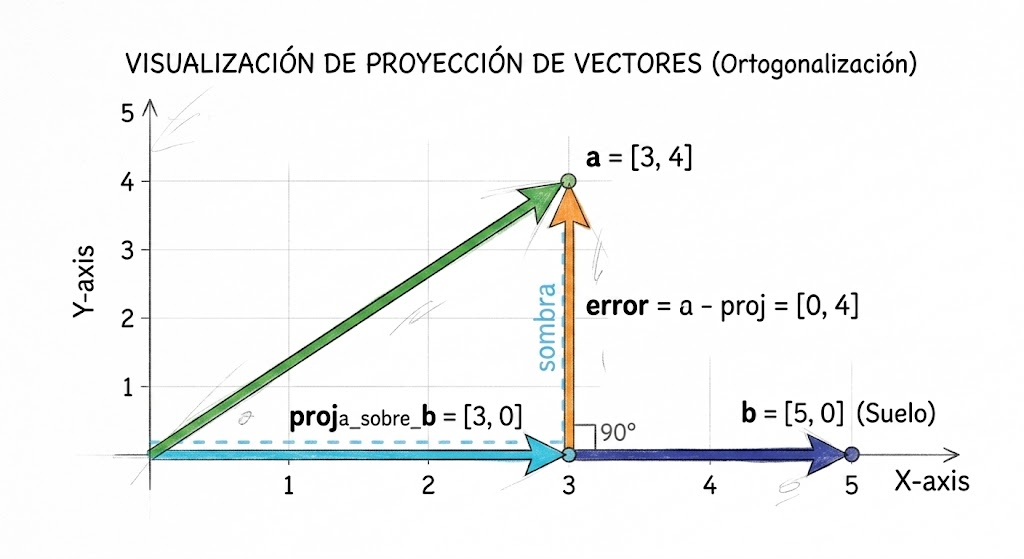 VISUALIZACIÓN DE PROYECCIÓN DE VECTORES (Ortogonalización)
5
a = [3, 4]
4
3
Y-axis
sombra
error = a - proj = [0, 4]
2
1
proja_sobre_b = [3, 0]
b = [5, 0] (Suelo)
90°
1 2 3 4 5
X-axis